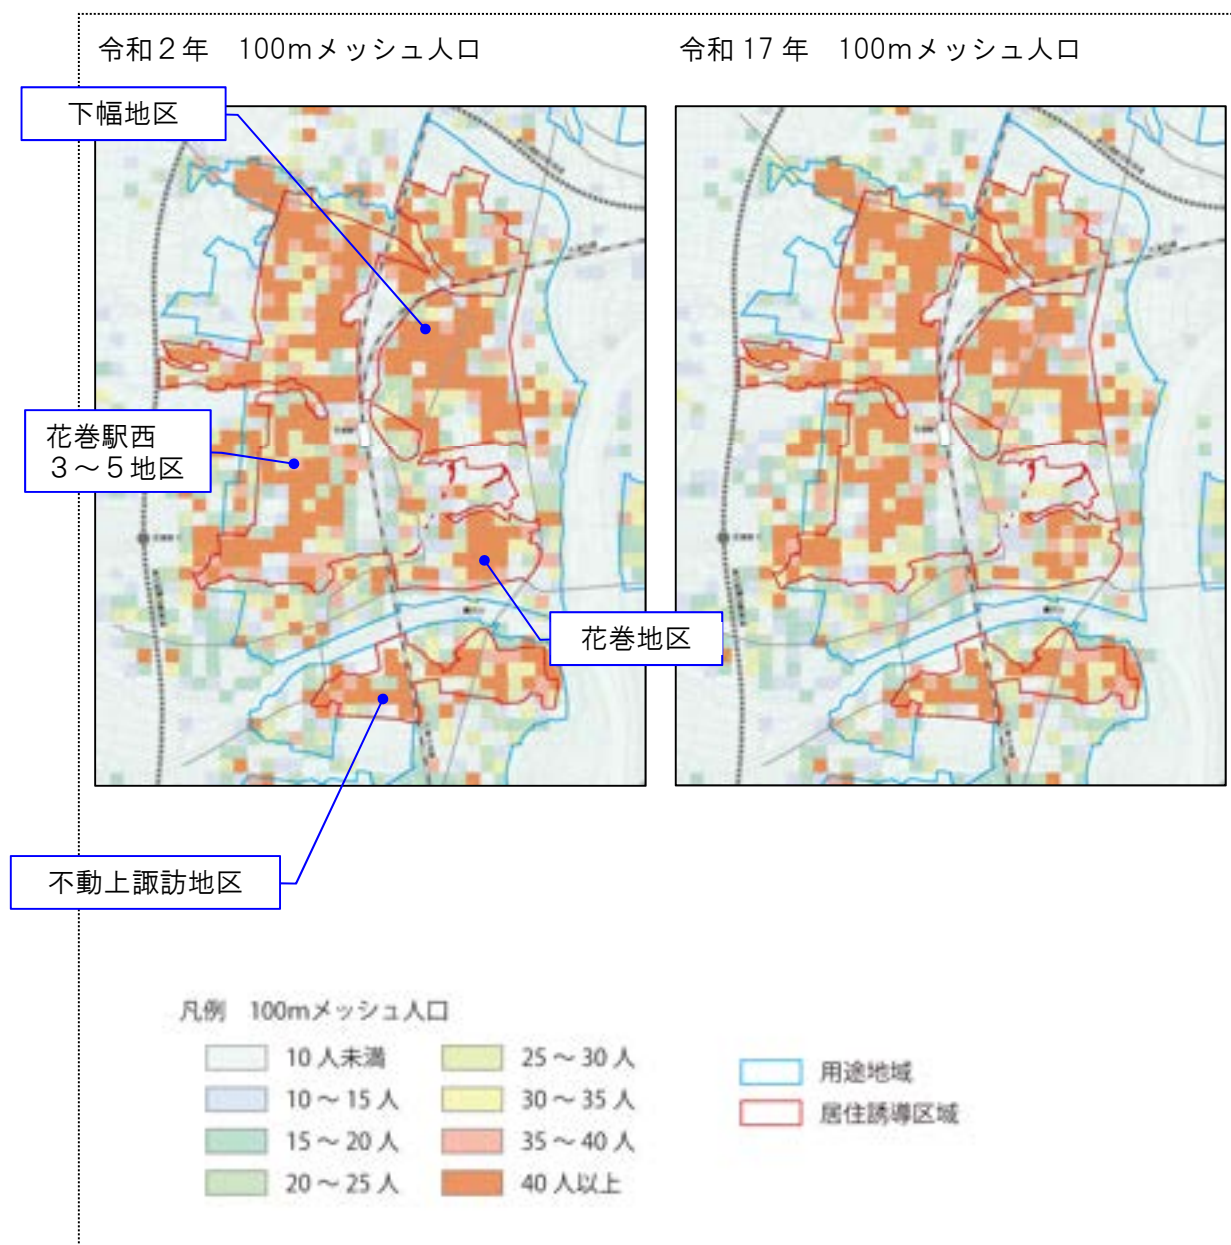 令和２年　100mメッシュ人口
令和 17 年　100mメッシュ人口
下幅地区
花巻駅西
３～５地区
花巻地区
不動上諏訪地区
凡例　100mメッシュ人口
10 人未満
10 ～ 15 人
15 ～ 20 人
20 ～ 25 人
25 ～ 30 人
30 ～ 35 人
35 ～ 40 人
40 人以上
用途地域
居住誘導区域